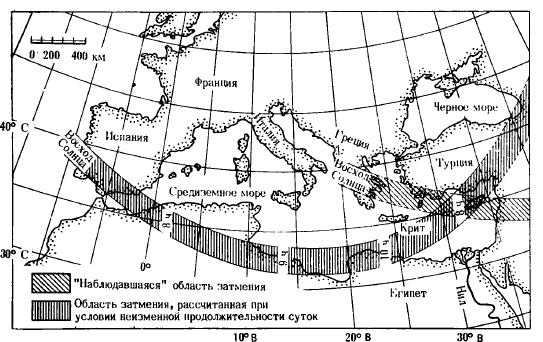 0 200 400 км
Франция
Черное море
40° С
Восход
Солнца
Испания
Италия
Греция
Восход
Солнца
Турция
Средиземное море
Крит
30° С
0°
"Наблюдавшаяся" область затмения
Область затмения, рассчитанная при
условии неизменной продолжительности суток
Египет
Нил
10° В
20° В
30° В